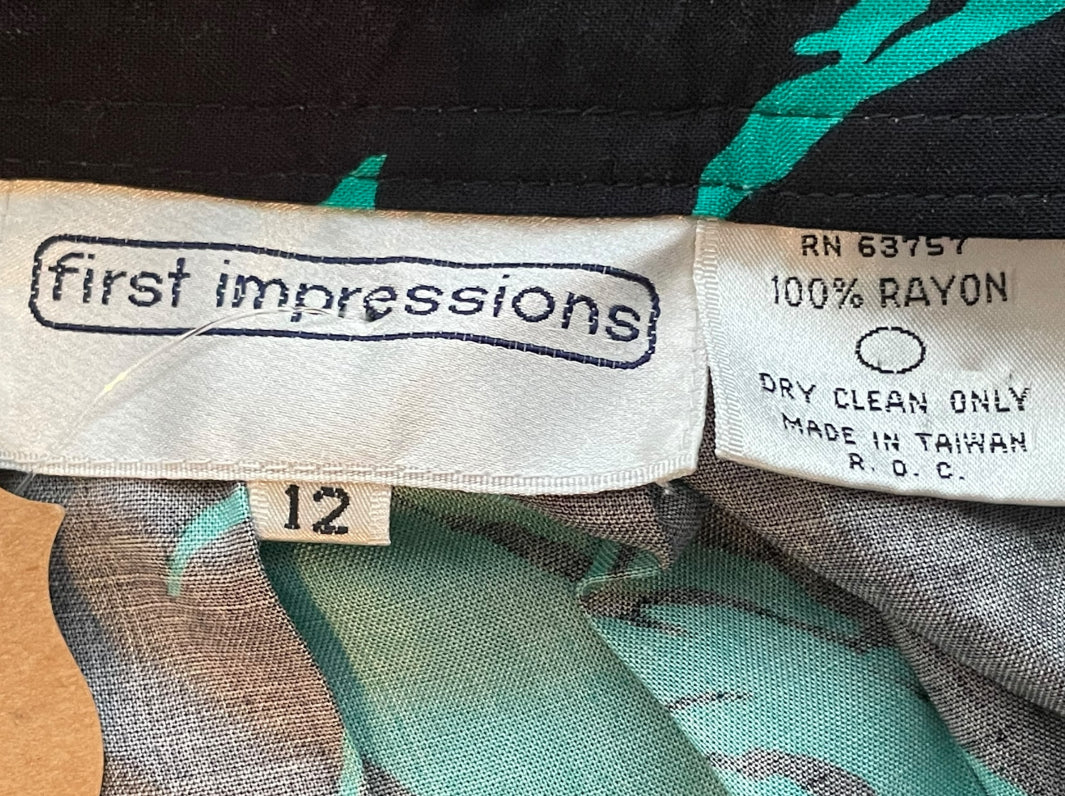 first impressions
12
RN 63757
100% RAYON
DRY CLEAN ONLY
MADE IN TAIWAN
R. O. C.